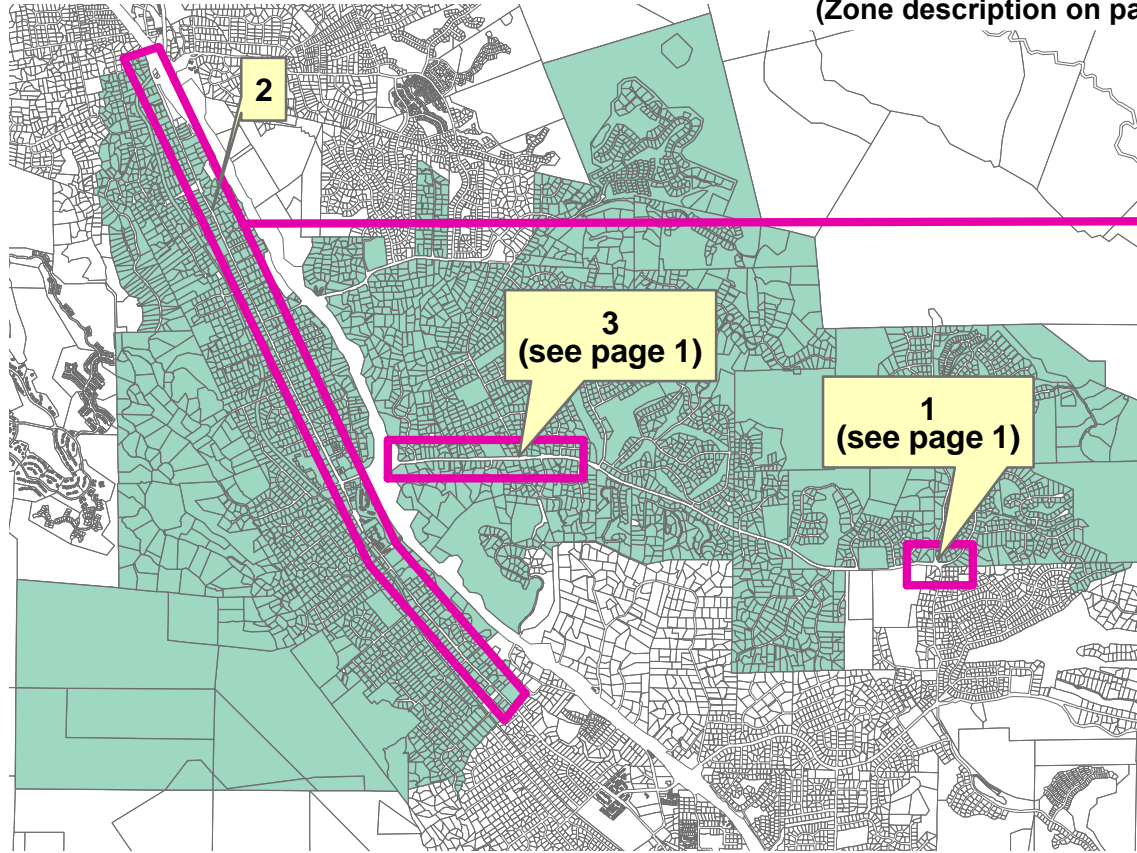 (Zone description on pa
2
3
(see page 1)
1
(see page 1)